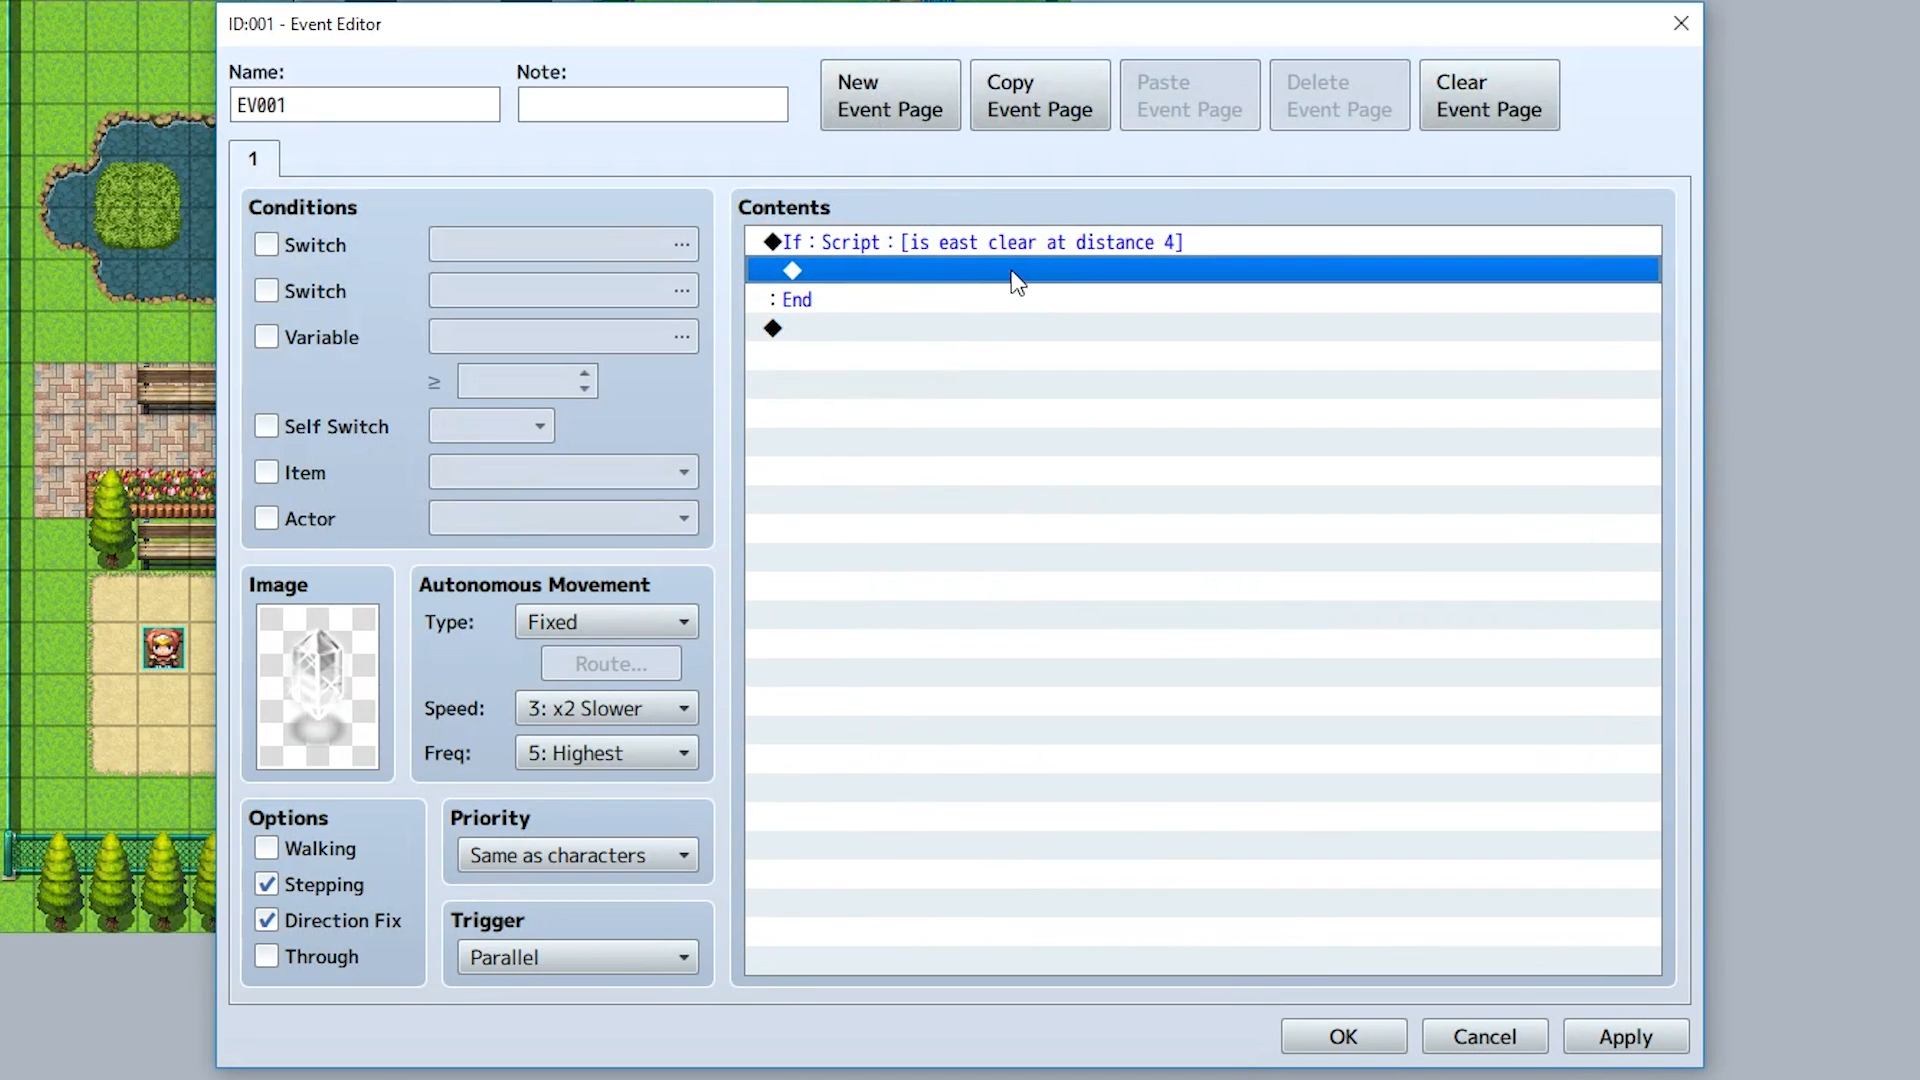 ID:001 - Event Editor
Name:
Note:
EV001
New
Event Page
Copy
Event Page
Paste
Event Page
Delete
Event Page
Clear
Event Page
1
Conditions
Switch
...
Switch
...
Variable
...
≥
Self Switch
Item
Actor
Image
Autonomous Movement
Type:
Fixed
Route...
Speed:
3: x2 Slower
Freq:
5: Highest
Options
Walking
Stepping
Direction Fix
Through
Priority
Same as characters
Trigger
Parallel
Contents
◆If：Script：[is east clear at distance 4]
◆
：End
◆
OK
Cancel
Apply